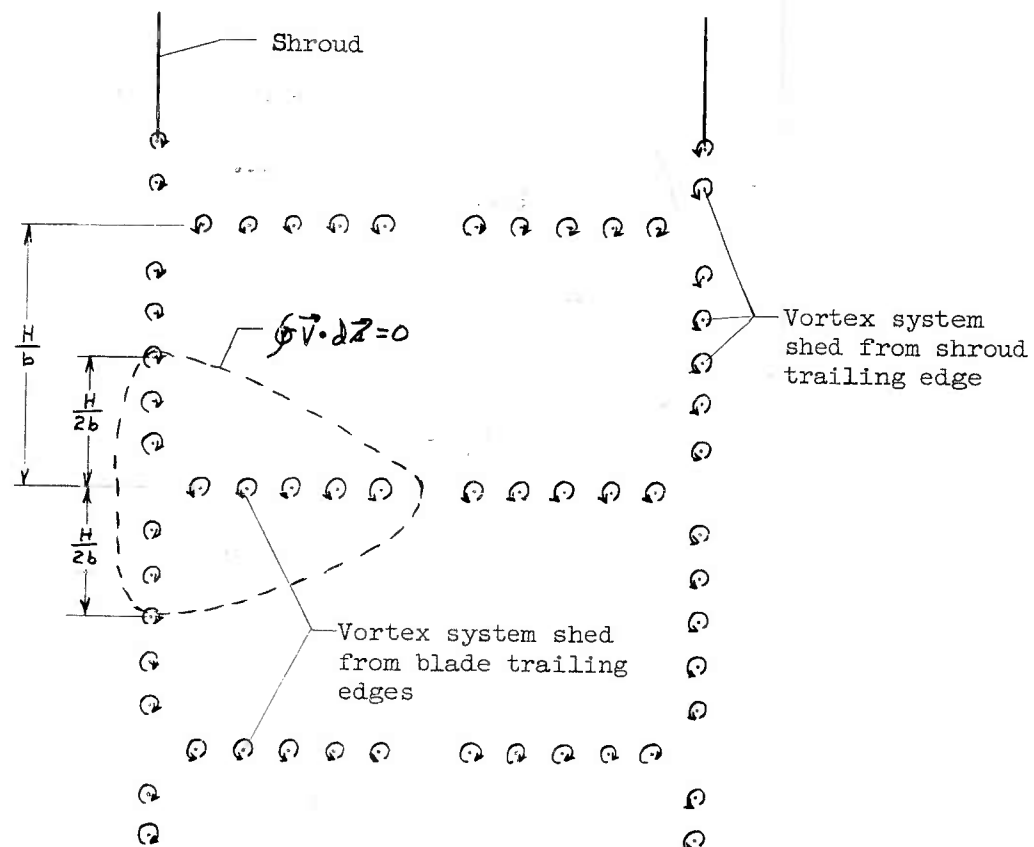 Shroud
H
b
∮V⃗·dl⃗=0
H
2b
H
2b
Vortex system
shed from shroud
trailing edge
Vortex system shed
from blade trailing
edges